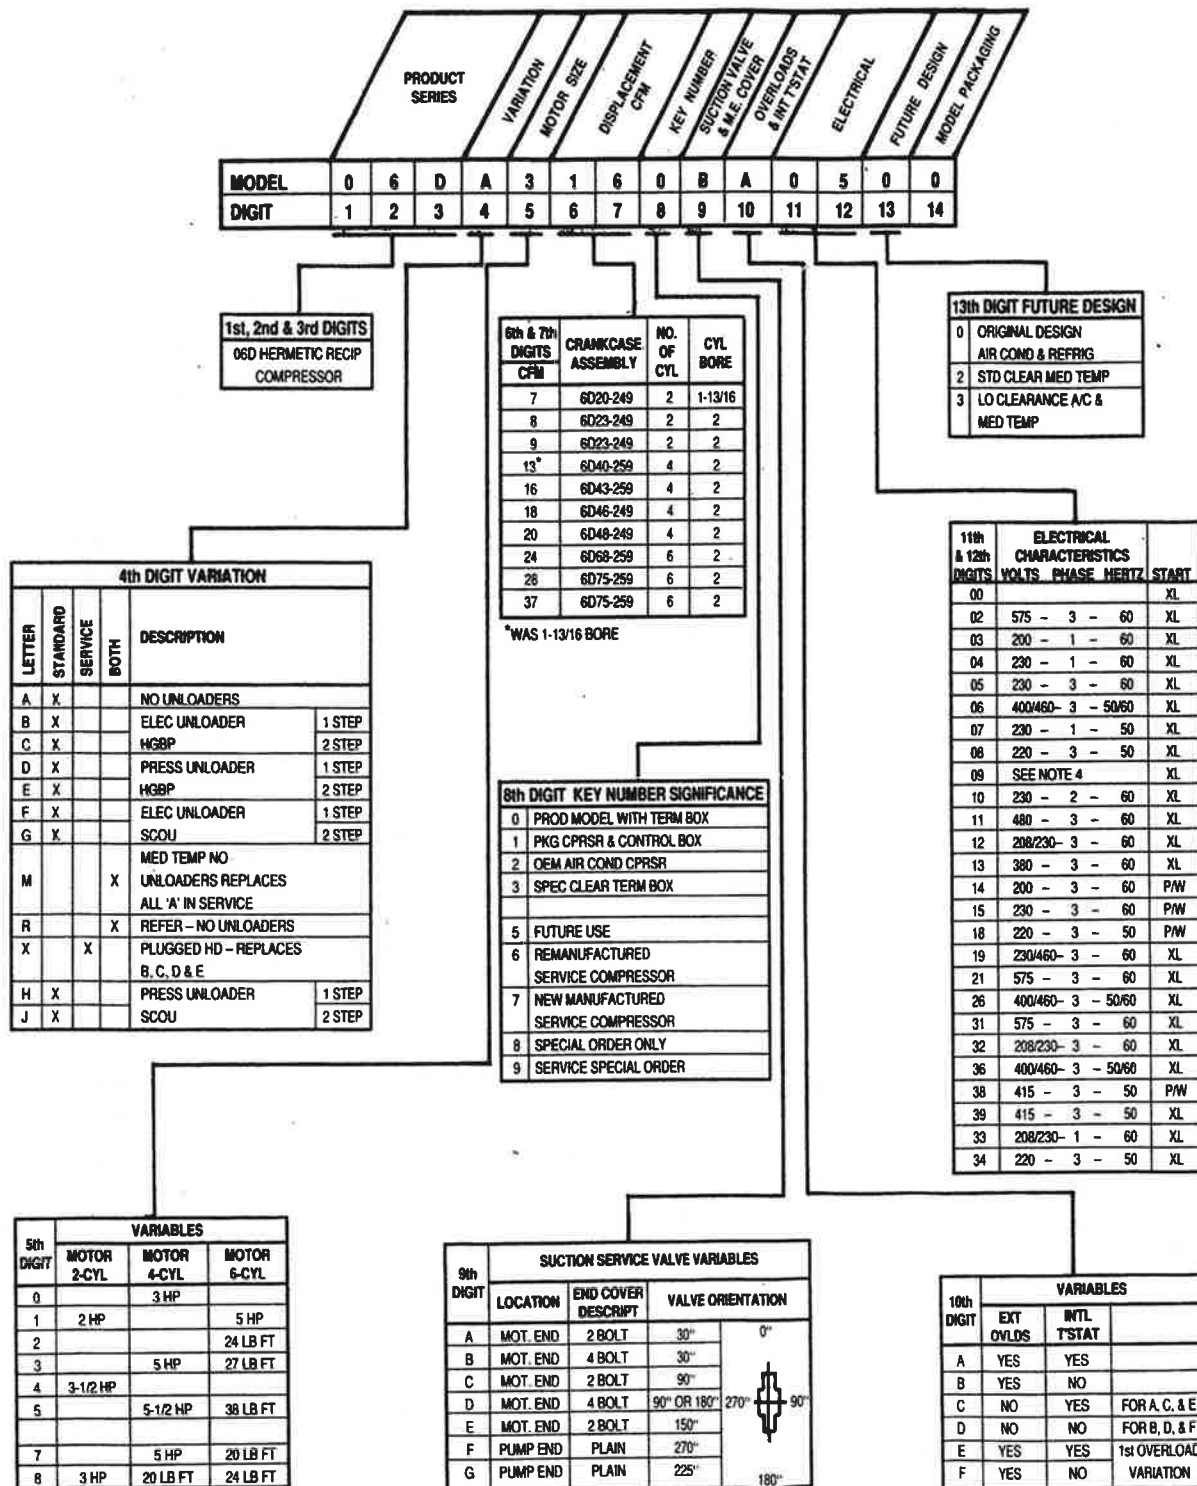 PRODUCT SERIES
VARIATION
MOTOR SIZE
DISPLACEMENT CFM
KEY NUMBER
SUCTION VALVE & M.E. COVER
OVERLOADS & INT T'STAT
ELECTRICAL
FUTURE DESIGN
MODEL PACKAGING
MODEL 0 6 D A 3 1 6 0 B A 0 5 0 0
DIGIT 1 2 3 4 5 6 7 8 9 10 11 12 13 14
1st, 2nd & 3rd DIGITS
06D HERMETIC RECIP
COMPRESSOR
6th & 7th DIGITS CFM CRANKCASE ASSEMBLY NO. OF CYL CYL BORE
7 6D20-249 2 1-13/16
8 6D23-249 2 2
9 6D23-249 2 2
13* 6D40-259 4 2
16 6D43-259 4 2
18 6D46-249 4 2
20 6D48-249 4 2
24 6D68-259 6 2
28 6D75-259 6 2
37 6D75-259 6 2
*WAS 1-13/16 BORE
13th DIGIT FUTURE DESIGN
0 ORIGINAL DESIGN
AIR COND & REFRIG
2 STD CLEAR MED TEMP
3 LO CLEARANCE A/C &
MED TEMP
4th DIGIT VARIATION
LETTER STANDARD SERVICE BOTH DESCRIPTION
A X NO UNLOADERS
B X ELEC UNLOADER 1 STEP
C X HGBP 2 STEP
D X PRESS UNLOADER 1 STEP
E X HGBP 2 STEP
F X ELEC UNLOADER 1 STEP
G X SCOU 2 STEP
MED TEMP NO
M X UNLOADERS REPLACES
ALL 'A' IN SERVICE
R X REFER – NO UNLOADERS
X X PLUGGED HD – REPLACES
B, C, D & E
H X PRESS UNLOADER 1 STEP
J X SCOU 2 STEP
8th DIGIT KEY NUMBER SIGNIFICANCE
0 PROD MODEL WITH TERM BOX
1 PKG CPRSR & CONTROL BOX
2 OEM AIR COND CPRSR
3 SPEC CLEAR TERM BOX
5 FUTURE USE
6 REMANUFACTURED
SERVICE COMPRESSOR
7 NEW MANUFACTURED
SERVICE COMPRESSOR
8 SPECIAL ORDER ONLY
9 SERVICE SPECIAL ORDER
11th & 12th DIGITS ELECTRICAL CHARACTERISTICS VOLTS PHASE HERTZ START
00 XL
02 575 – 3 – 60 XL
03 200 – 1 – 60 XL
04 230 – 1 – 60 XL
05 230 – 3 – 60 XL
06 400/460– 3 – 50/60 XL
07 230 – 1 – 50 XL
08 220 – 3 – 50 XL
09 SEE NOTE 4 XL
10 230 – 2 – 60 XL
11 480 – 3 – 60 XL
12 208/230– 3 – 60 XL
13 380 – 3 – 60 XL
14 200 – 3 – 60 P/W
15 230 – 3 – 60 P/W
18 220 – 3 – 50 P/W
19 230/460– 3 – 60 XL
21 575 – 3 – 60 XL
26 400/460– 3 – 50/60 XL
31 575 – 3 – 60 XL
32 208/230– 3 – 60 XL
36 400/460– 3 – 50/60 XL
38 415 – 3 – 50 P/W
39 415 – 3 – 50 XL
33 208/230– 1 – 60 XL
34 220 – 3 – 50 XL
5th DIGIT VARIABLES
MOTOR 2-CYL MOTOR 4-CYL MOTOR 6-CYL
0 3 HP
1 2 HP 5 HP
2 24 LB FT
3 5 HP 27 LB FT
4 3-1/2 HP
5 5-1/2 HP 38 LB FT
7 5 HP 20 LB FT
8 3 HP 20 LB FT 24 LB FT
9th DIGIT SUCTION SERVICE VALVE VARIABLES
LOCATION END COVER DESCRIPT VALVE ORIENTATION
A MOT. END 2 BOLT 30°
B MOT. END 4 BOLT 30°
C MOT. END 2 BOLT 90°
D MOT. END 4 BOLT 90° OR 180°
E MOT. END 2 BOLT 150°
F PUMP END PLAIN 270°
G PUMP END PLAIN 225°
0°
270° 90°
180°
10th DIGIT VARIABLES
EXT OVLDS INTL T'STAT
A YES YES
B YES NO
C NO YES FOR A, C, & E
D NO NO FOR B, D, & F
E YES YES 1st OVERLOAD
F YES NO VARIATION